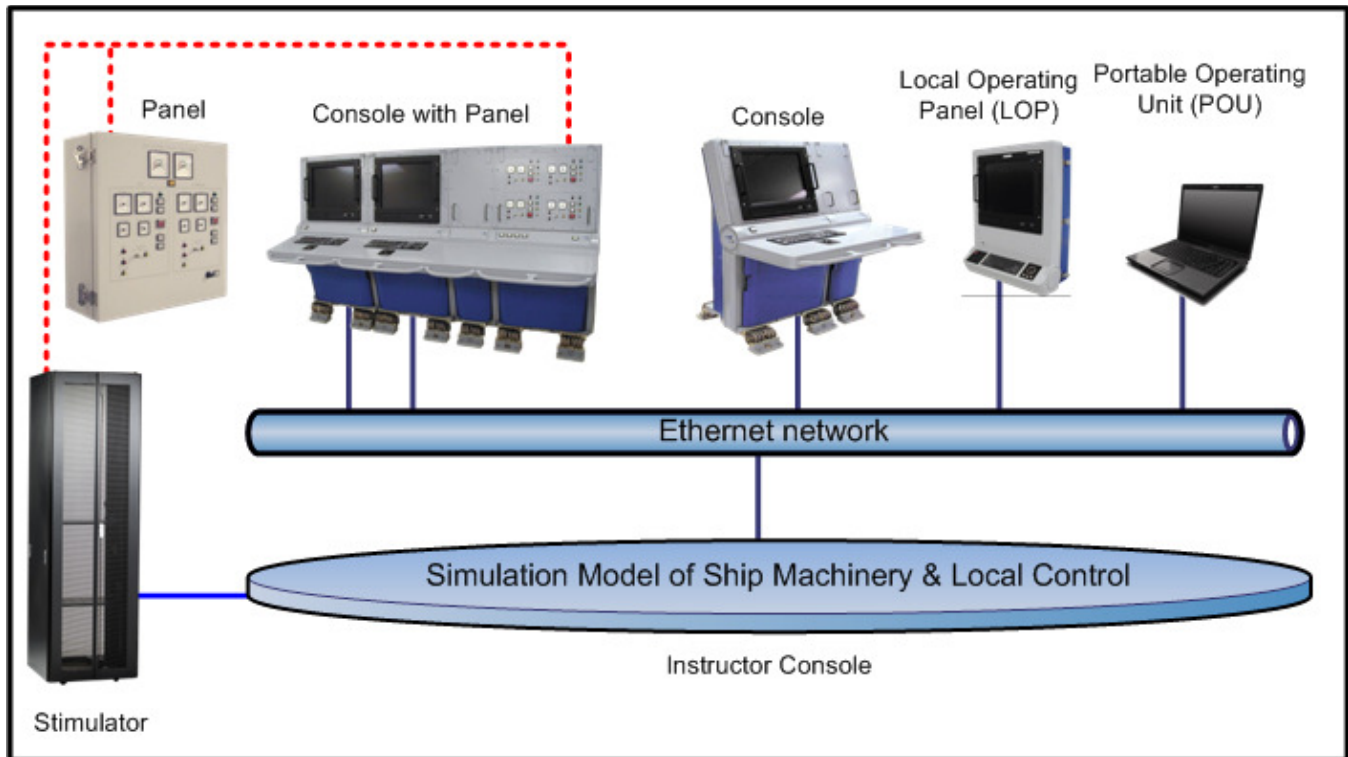 Panel
Console with Panel
Console
Local Operating
Panel (LOP)
Portable Operating
Unit (POU)
Ethernet network
Simulation Model of Ship Machinery & Local Control
Instructor Console
Stimulator